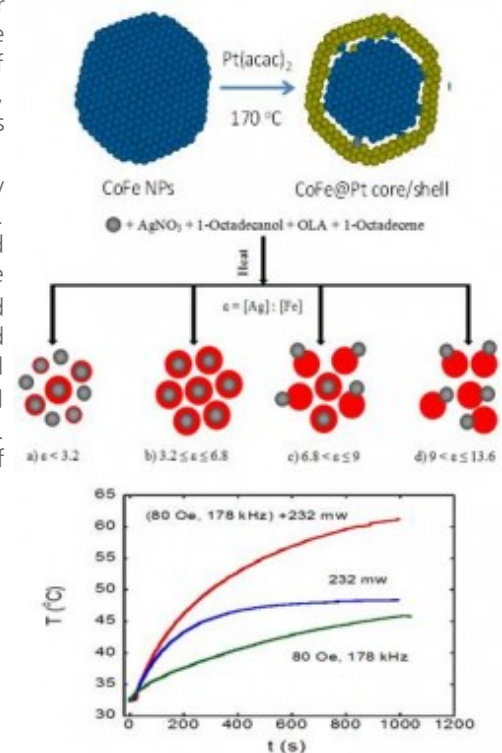 Pt(acac)₂
170 °C
CoFe NPs
CoFe@Pt core/shell
+ AgNO₃ + 1-Octadecanol + OLA + 1-Octadecene
Heat
ε = [Ag] : [Fe]
a) ε < 3.2
b) 3.2 ≤ ε ≤ 6.8
c) 6.8 < ε ≤ 9
d) 9 < ε ≤ 13.6
65
60
55
50
45
40
35
30
T (°C)
(80 Oe, 178 kHz) +232 mw
232 mw
80 Oe, 178 kHz
0
200
400
600
800
1000
1200
t (s)